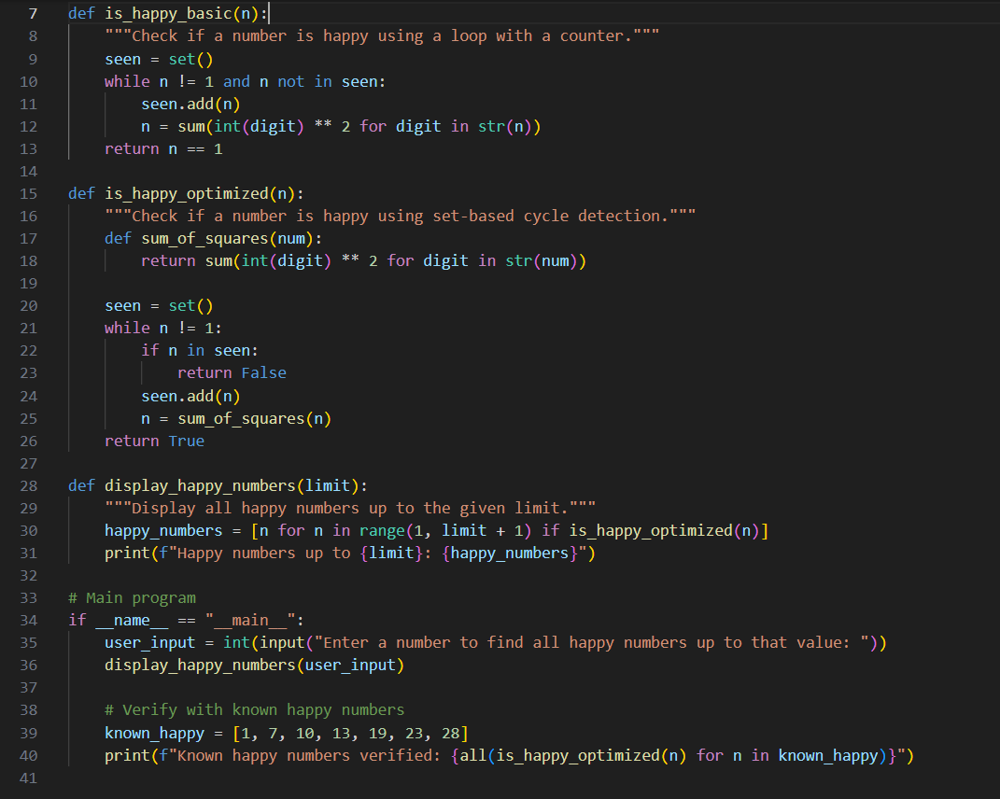 7 def is_happy_basic(n):
8     """Check if a number is happy using a loop with a counter."""
9     seen = set()
10     while n != 1 and n not in seen:
11         seen.add(n)
12         n = sum(int(digit) ** 2 for digit in str(n))
13     return n == 1
14
15 def is_happy_optimized(n):
16     """Check if a number is happy using set-based cycle detection."""
17     def sum_of_squares(num):
18         return sum(int(digit) ** 2 for digit in str(num))
19
20     seen = set()
21     while n != 1:
22         if n in seen:
23             return False
24         seen.add(n)
25         n = sum_of_squares(n)
26     return True
27
28 def display_happy_numbers(limit):
29     """Display all happy numbers up to the given limit."""
30     happy_numbers = [n for n in range(1, limit + 1) if is_happy_optimized(n)]
31     print(f"Happy numbers up to {limit}: {happy_numbers}")
32
33 # Main program
34 if __name__ == "__main__":
35     user_input = int(input("Enter a number to find all happy numbers up to that value: "))
36     display_happy_numbers(user_input)
37
38     # Verify with known happy numbers
39     known_happy = [1, 7, 10, 13, 19, 23, 28]
40     print(f"Known happy numbers verified: {all(is_happy_optimized(n) for n in known_happy)}")
41